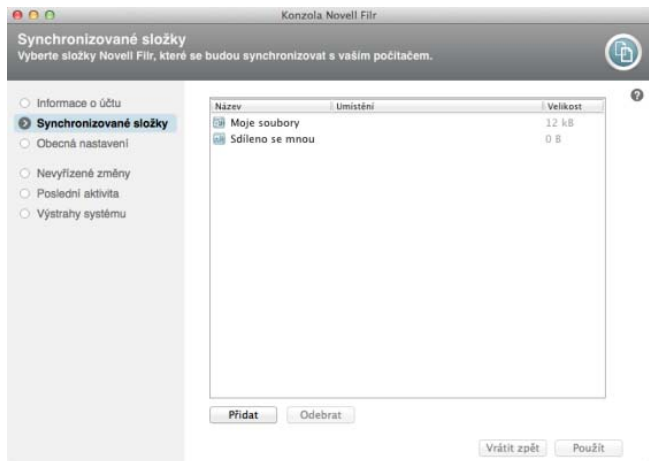 Konzola Novell Filr
Synchronizované složky
Vyberte složky Novell Filr, které se budou synchronizovat s vaším počítačem.
Informace o účtu
Synchronizované složky
Obecná nastavení
Nevyřízené změny
Poslední aktivita
Výstrahy systému
Název Umístění Velikost
Moje soubory 12 kB
Sdíleno se mnou 0 B
Přidat Odebrat
Vrátit zpět Použít